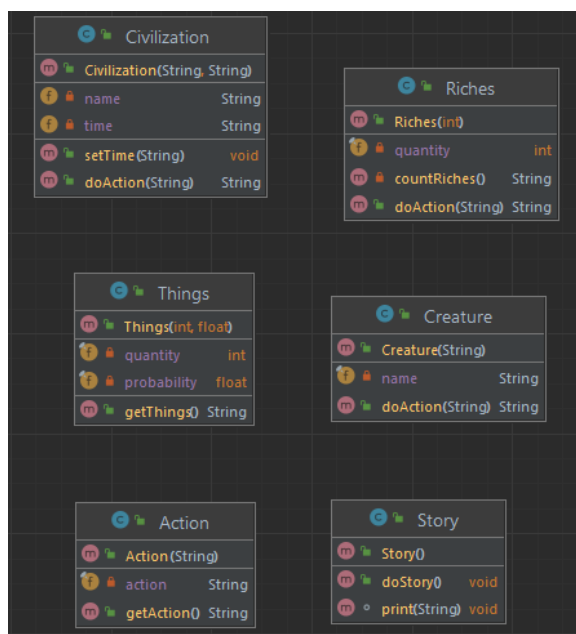 Civilization
Civilization(String, String)
name String
time String
setTime(String) void
doAction(String) String
Riches
Riches(int)
quantity int
countRiches() String
doAction(String) String
Things
Things(int, float)
quantity int
probability float
getThings() String
Creature
Creature(String)
name String
doAction(String) String
Action
Action(String)
action String
getAction() String
Story
Story()
doStory() void
print(String) void